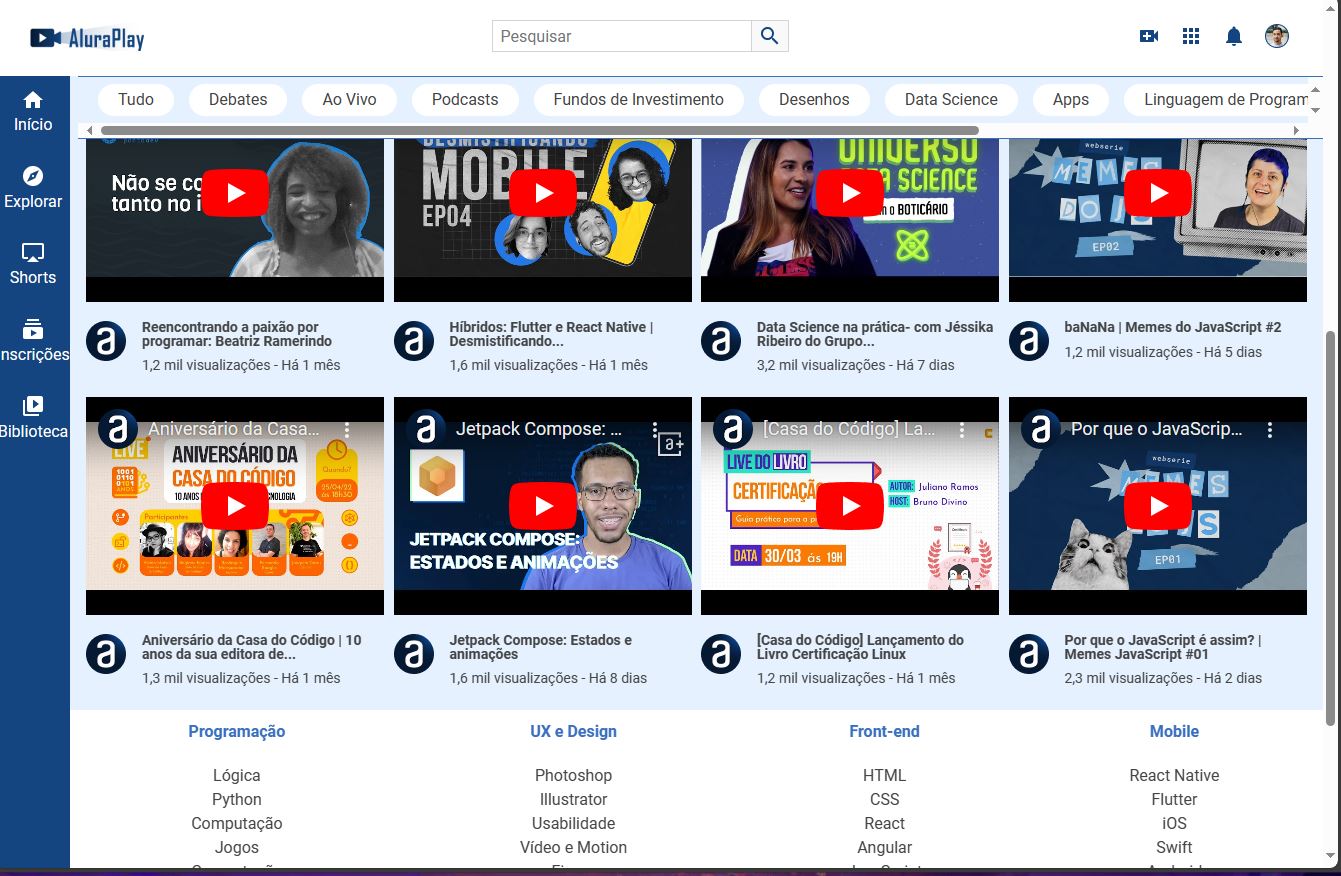 AluraPlay
Pesquisar
Início
Explorar
Shorts
nscrições
Biblioteca
Tudo
Debates
Ao Vivo
Podcasts
Fundos de Investimento
Desenhos
Data Science
Apps
Linguagem de Program
Não se co
tanto no i
DESMISTIFICANDO
MOBILE
EP04
UNIVERSO
TA SCIENCE
o BOTICÁRIO
webserie
MEMES
DO JS
EP02
Reencontrando a paixão por
programar: Beatriz Ramerindo
1,2 mil visualizações - Há 1 mês
Híbridos: Flutter e React Native |
Desmistificando...
1,6 mil visualizações - Há 1 mês
Data Science na prática- com Jéssika
Ribeiro do Grupo...
3,2 mil visualizações - Há 7 dias
baNaNa | Memes do JavaScript #2
1,2 mil visualizações - Há 5 dias
a Aniversário da Casa...
LIVE
ANIVERSÁRIO DA
CASA DO CÓDIGO
10 ANOS
Quando?
25/04/22
às 18h30
Participantes
a Jetpack Compose: ...
a+
JETPACK COMPOSE:
ESTADOS E ANIMAÇÕES
a [Casa do Código] La...
LIVE DO LIVRO
CERTIFICAÇÃO
Guia prático para a
AUTOR: Juliano Ramos
HOST: Bruno Divino
DATA 30/03 às 19H
a Por que o JavaScrip...
webserie
MEMES
EP01
a Aniversário da Casa do Código | 10
anos da sua editora de...
1,3 mil visualizações - Há 1 mês
a Jetpack Compose: Estados e
animações
1,6 mil visualizações - Há 8 dias
a [Casa do Código] Lançamento do
Livro Certificação Linux
1,2 mil visualizações - Há 1 mês
a Por que o JavaScript é assim? |
Memes JavaScript #01
2,3 mil visualizações - Há 2 dias
Programação
Lógica
Python
Computação
Jogos
UX e Design
Photoshop
Illustrator
Usabilidade
Vídeo e Motion
Front-end
HTML
CSS
React
Angular
Mobile
React Native
Flutter
iOS
Swift